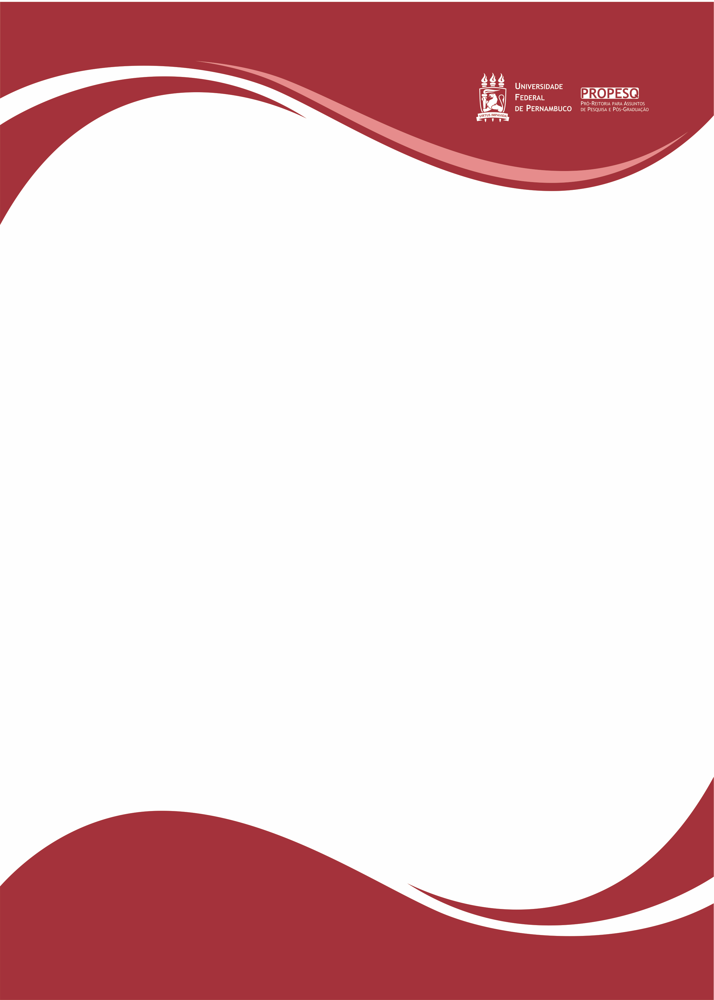 UNIVERSIDADE
FEDERAL
DE PERNAMBUCO
VIRTUS IMPAVIDA
PROPESQ
PRÓ-REITORIA PARA ASSUNTOS
DE PESQUISA E PÓS-GRADUAÇÃO